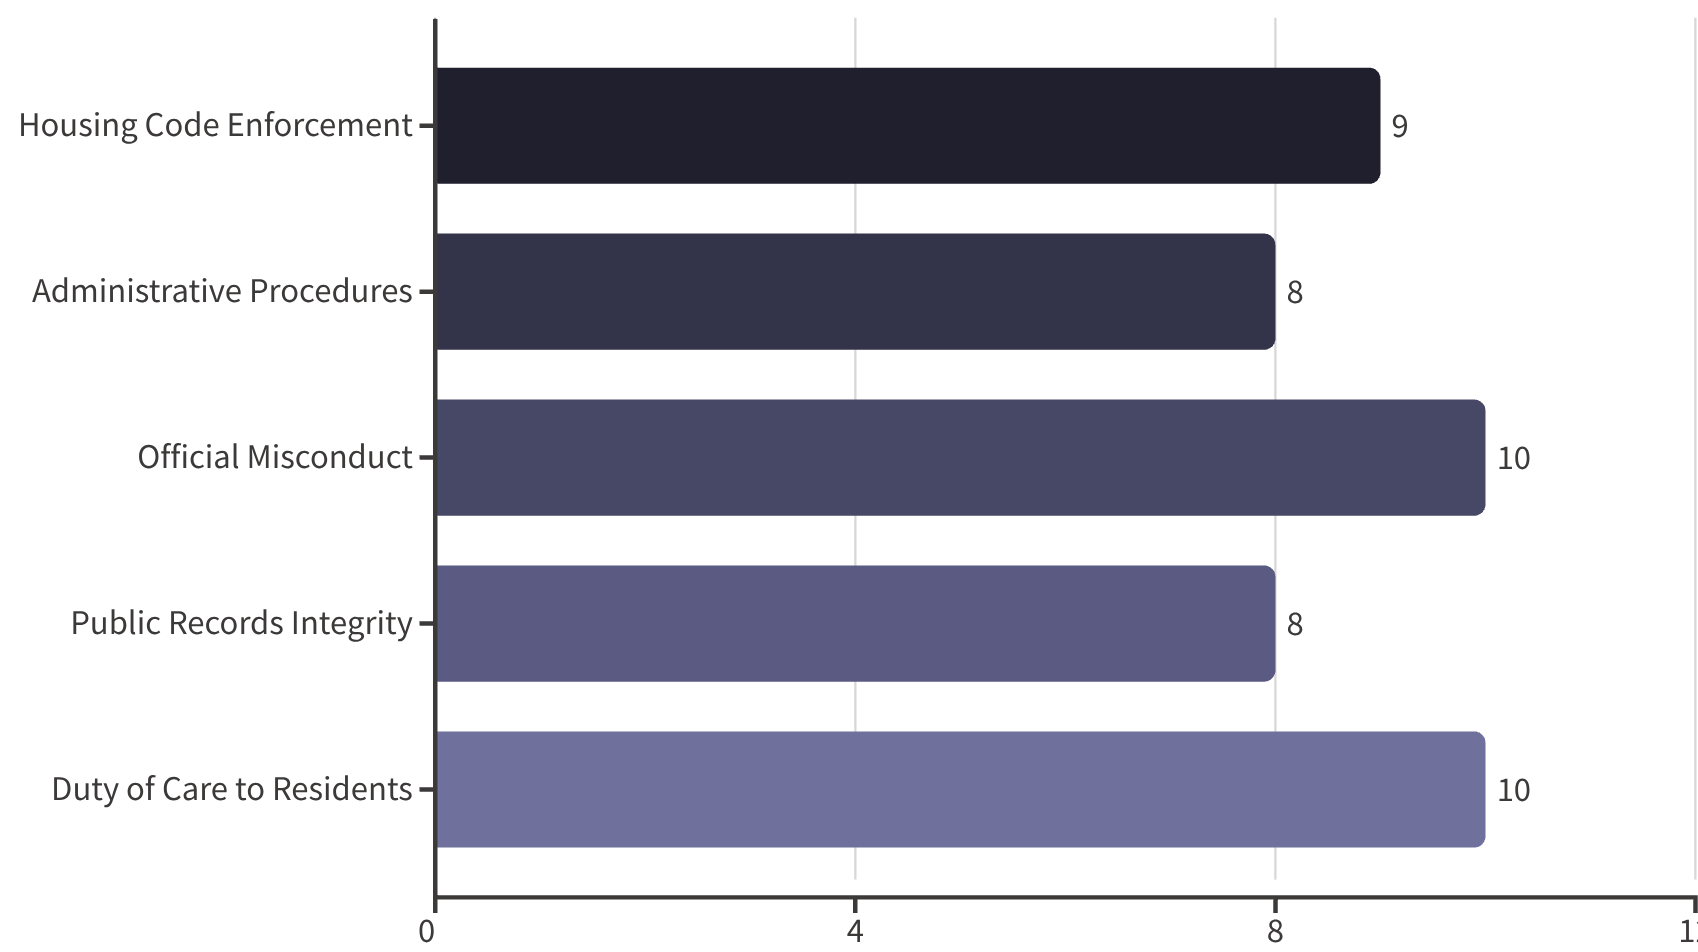 Housing Code Enforcement 9
Administrative Procedures 8
Official Misconduct 10
Public Records Integrity 8
Duty of Care to Residents 10
0 4 8